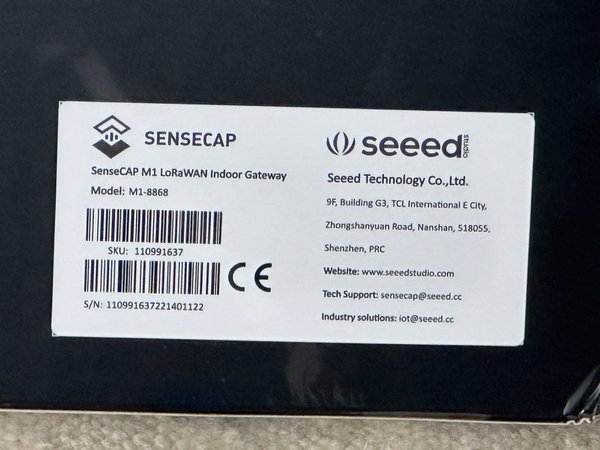 SENSECAP
SenseCAP M1 LoRaWAN Indoor Gateway
Model: M1-8868
SKU: 110991637
S/N: 110991637221401122
CE
seeed studio
Seeed Technology Co.,Ltd.
9F, Building G3, TCL International E City,
Zhongshanyuan Road, Nanshan, 518055,
Shenzhen, PRC
Website: www.seeedstudio.com
Tech Support: sensecap@seeed.cc
Industry solutions: iot@seeed.cc